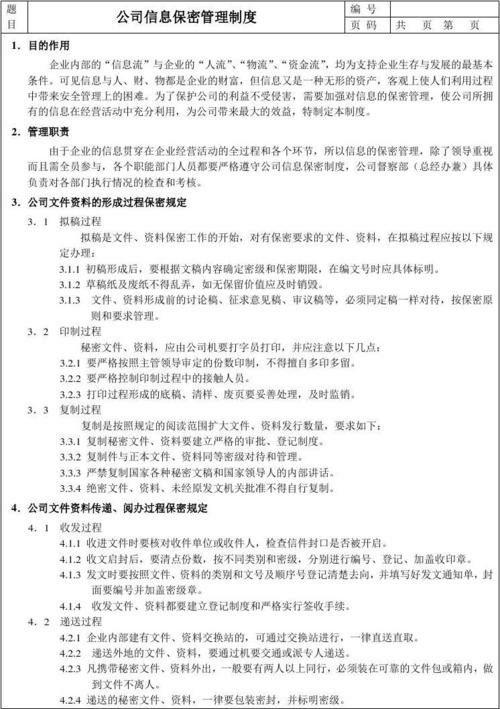 题目 公司信息保密管理制度 编 号
页 码 共 页 第 页
1．目的作用
企业内部的“信息流”与企业的“人流”、“物流”、“资金流”，均为支持企业生存与发展的最基本
条件。可见信息与人、财、物都是企业的财富，但信息又是一种无形的资产，客观上使人们利用过程
中带来安全管理上的困难。为了保护公司的利益不受侵害，需要加强对信息的保密管理，使公司所拥
有的信息在经营活动中充分利用，为公司带来最大的效益，特制定本制度。
2．管理职责
由于企业的信息贯穿在企业经营活动的全过程和各个环节，所以信息的保密管理，除了领导重视
而且需全员参与，各个职能部门人员都要严格遵守公司信息保密制度，公司督察部（总经办兼）具体
负责对各部门执行情况的检查和考核。
3．公司文件资料的形成过程保密规定
3．1 拟稿过程
拟稿是文件、资料保密工作的开始，对有保密要求的文件、资料，在拟稿过程应按以下规
定办理：
3.1.1 初稿形成后，要根据文稿内容确定密级和保密期限，在编文号时应具体标明。
3.1.2 草稿纸及废纸不得乱弄，如无保留价值应及时销毁。
3.1.3 文件、资料形成前的讨论稿、征求意见稿、审议稿等，必须同定稿一样对待，按保密原
则和要求管理。
3．2 印制过程
秘密文件、资料，应由公司机要打字员打印，并应注意以下几点：
3.2.1 要严格按照主管领导审定的份数印制，不得擅自多印多留。
3.2.2 要严格控制印制过程中的接触人员。
3.2.3 打印过程形成的底稿、清样、废页要妥善处理，及时监销。
3．3 复制过程
复制是按照规定的阅读范围扩大文件、资料发行数量，要求如下：
3.3.1 复制秘密文件、资料要建立严格的审批、登记制度。
3.3.2 复制件与正本文件、资料同等密级对待和管理。
3.3.3 严禁复制国家各种秘密文稿和国家领导人的内部讲话。
3.3.4 绝密文件、资料、未经原发文机关批准不得自行复制。
4．公司文件资料传递、阅办过程保密规定
4．1 收发过程
4.1.1 收进文件时要核对收件单位或收件人，检查信件封口是否被开启。
4.1.2 收文启封后，要清点份数，按不同类别和密级，分别进行编号、登记、加盖收印章。
4.1.3 发文时要按照文件、资料的类别和文号及顺序号登记清楚去向，并填写好发文通知单，封
面要编号并加盖密级章。
4.1.4 收发文件、资料都要建立登记制度和严格实行签收手续。
4．2 递送过程
4.2.1 企业内部建有文件、资料交换站的，可通过交换站进行，一律直送直取。
4.2.2 递送外地的文件、资料，要通过机要交通或派专人递送。
4.2.3 凡携带秘密文件、资料外出，一般要有两人以上同行，必须装在可靠的文件包或箱内，做
到文件不离人。
4.2.4 递送的秘密文件、资料，一律要包装密封，并标明密级。